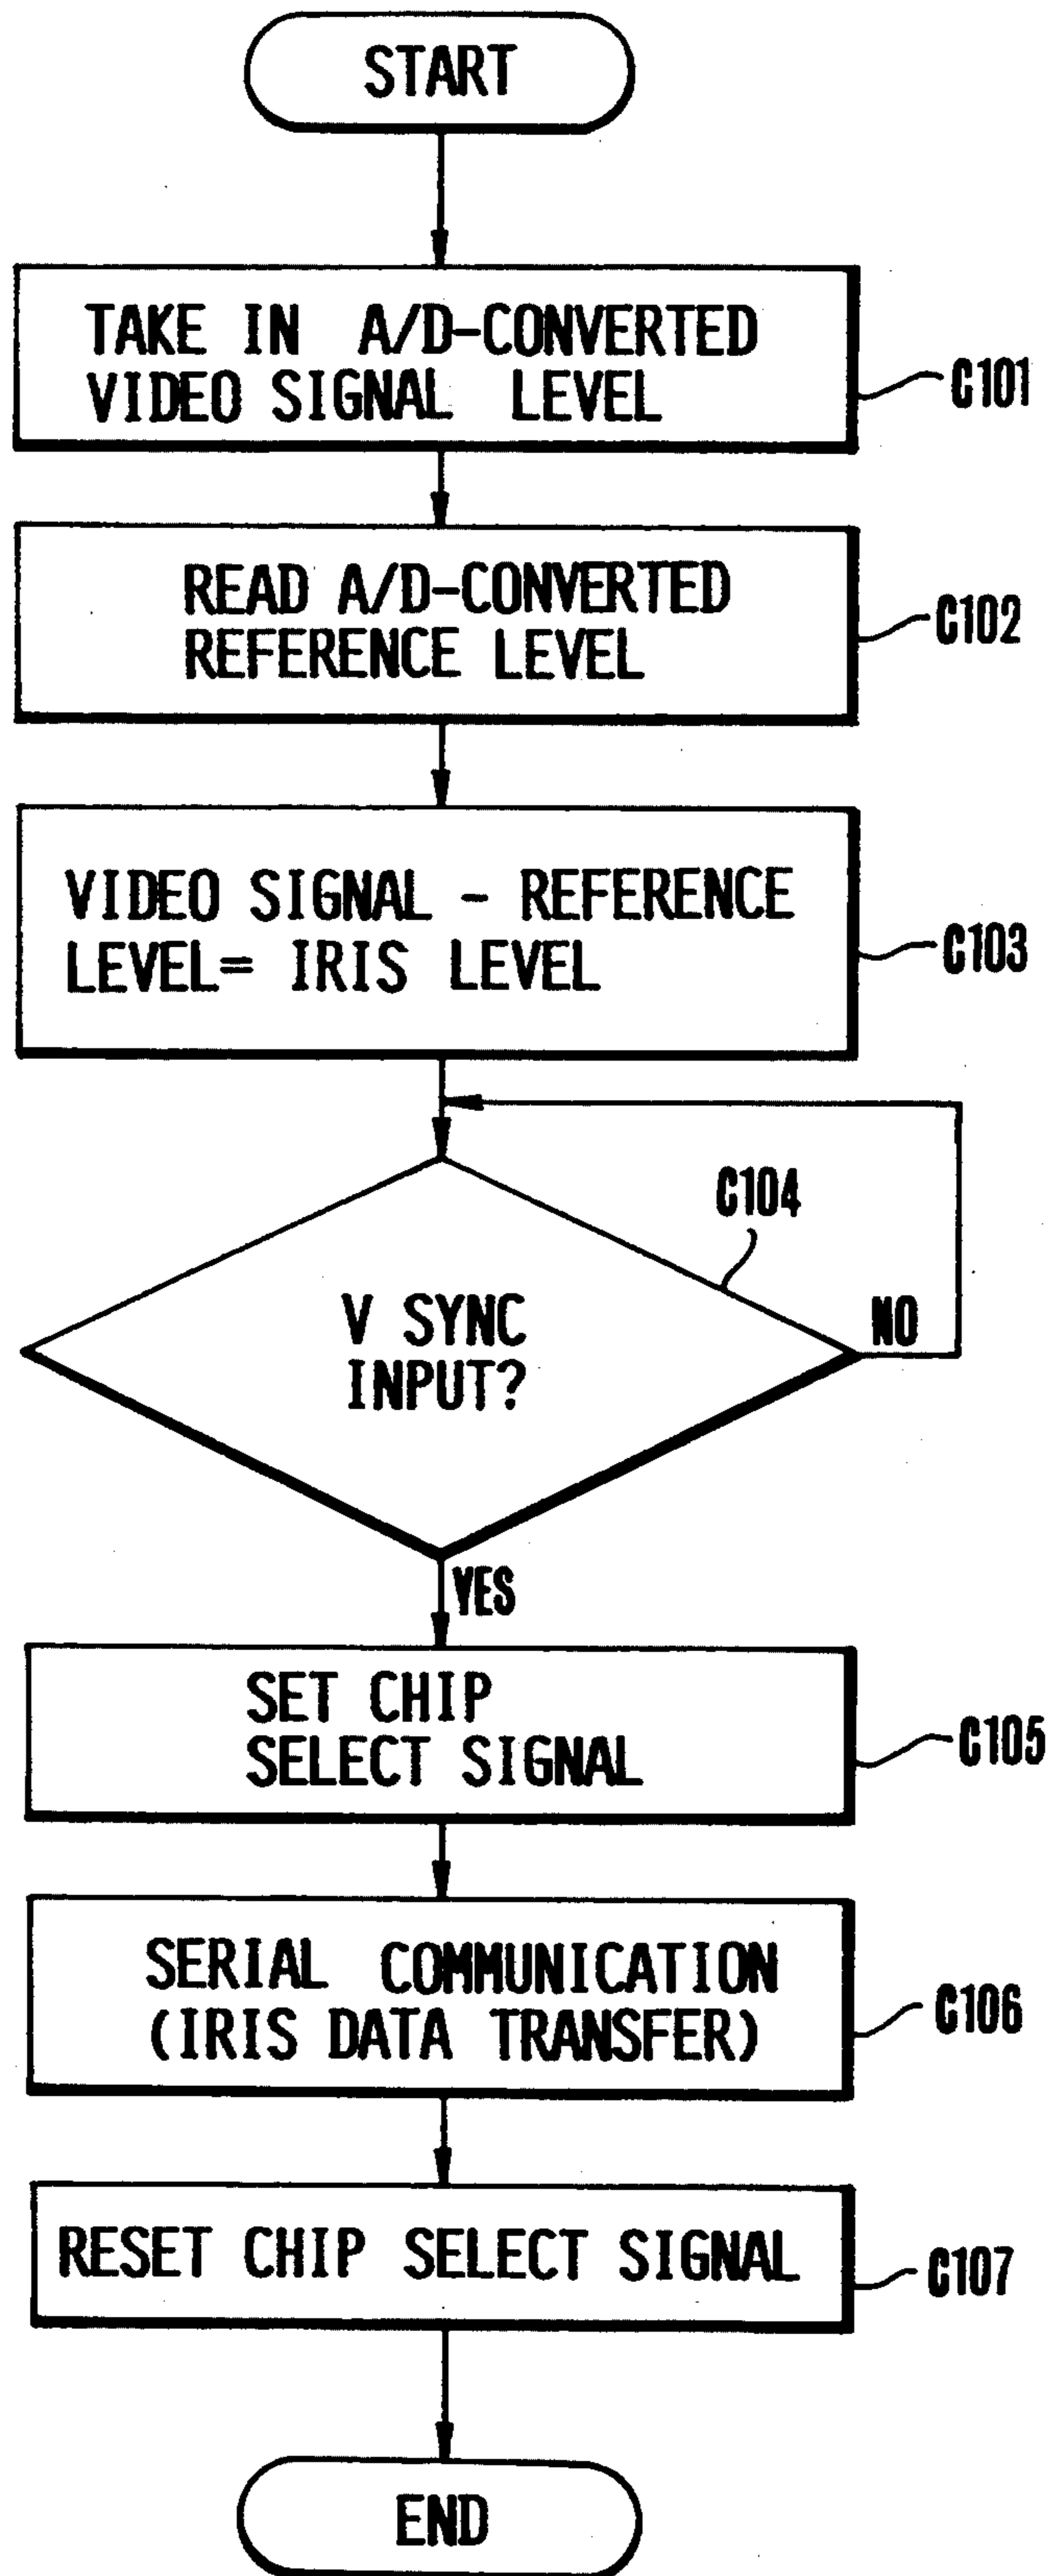 START
TAKE IN A/D-CONVERTED
VIDEO SIGNAL LEVEL
C101
READ A/D-CONVERTED
REFERENCE LEVEL
C102
VIDEO SIGNAL - REFERENCE
LEVEL= IRIS LEVEL
C103
C104
V SYNC
INPUT?
NO
YES
SET CHIP
SELECT SIGNAL
C105
SERIAL COMMUNICATION
(IRIS DATA TRANSFER)
C106
RESET CHIP SELECT SIGNAL
C107
END